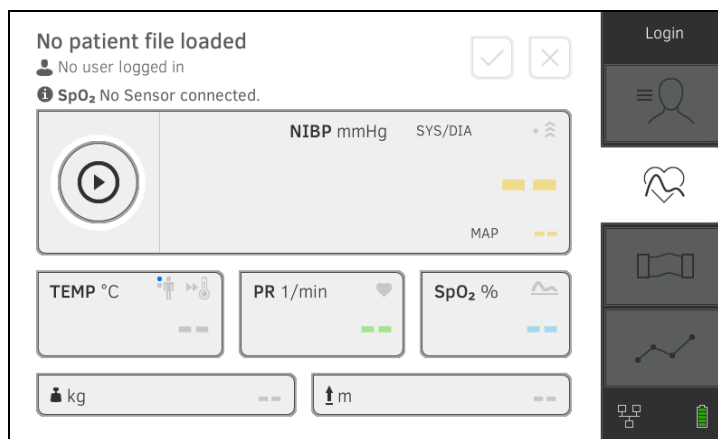 No patient file loaded
Login
No user logged in
SpO₂ No Sensor connected.
NIBP mmHg SYS/DIA
-- --
MAP --
TEMP °C
--
PR 1/min
--
SpO₂ %
--
kg --
m --